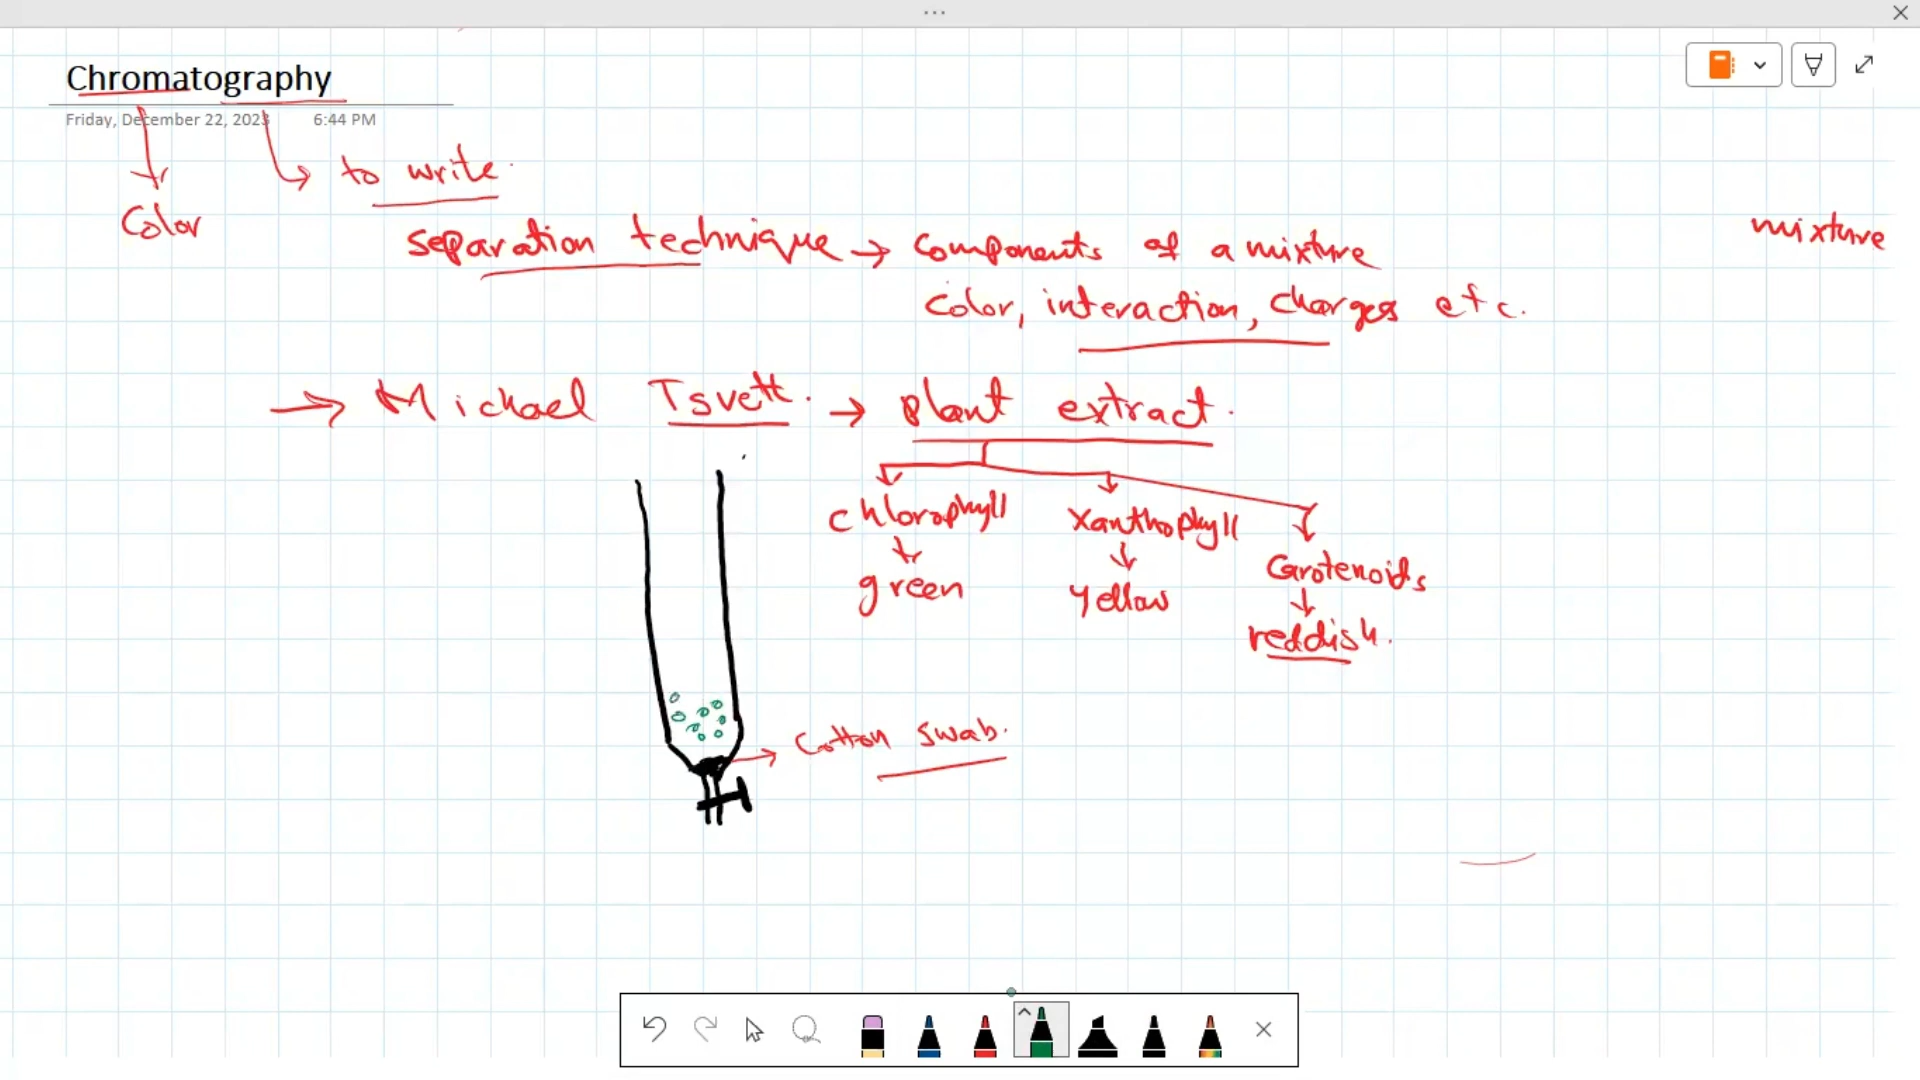 Chromatography
Friday, December 22, 2023 6:44 PM
to write.
Color
separation technique → Components of a mixture
mixture
Color, interaction, charges etc.
→ Michael Tsvett. → plant extract.
chlorophyll
Xanthophyll
Carotenoids
green
yellow
reddish.
Cotton swab.